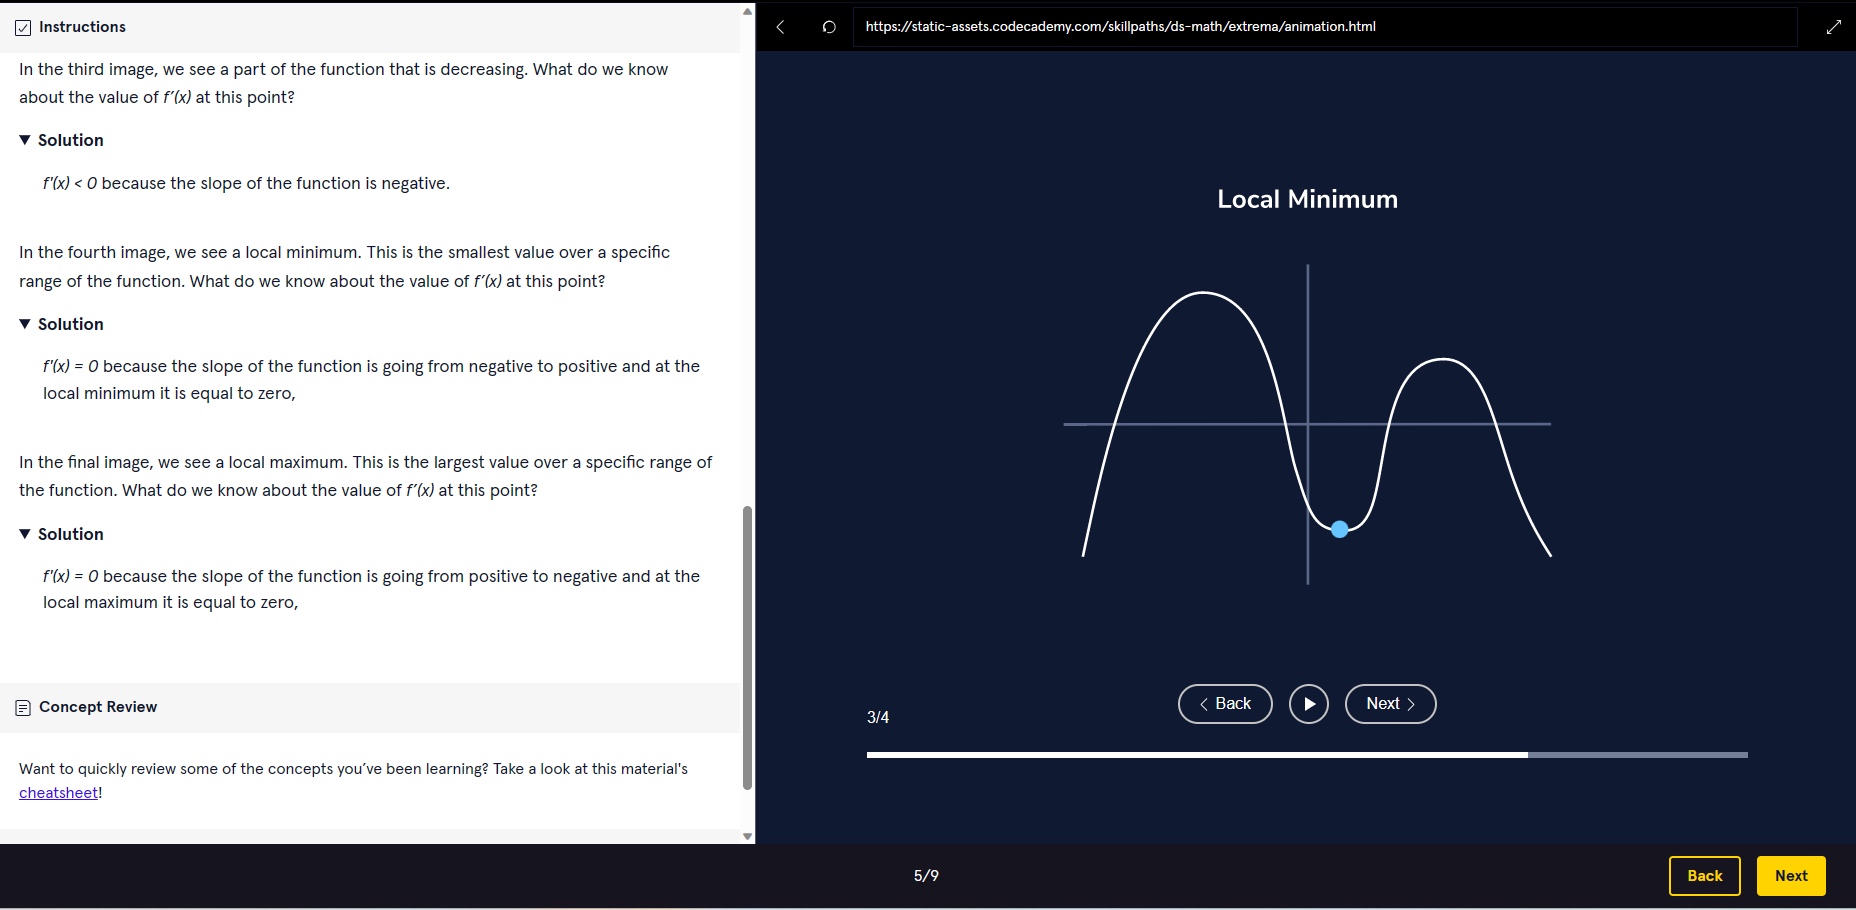 Instructions
In the third image, we see a part of the function that is decreasing. What do we know
about the value of f’(x) at this point?
Solution
f'(x) < 0 because the slope of the function is negative.
In the fourth image, we see a local minimum. This is the smallest value over a specific
range of the function. What do we know about the value of f’(x) at this point?
Solution
f'(x) = 0 because the slope of the function is going from negative to positive and at the
local minimum it is equal to zero,
In the final image, we see a local maximum. This is the largest value over a specific range of
the function. What do we know about the value of f’(x) at this point?
Solution
f'(x) = 0 because the slope of the function is going from positive to negative and at the
local maximum it is equal to zero,
Concept Review
Want to quickly review some of the concepts you’ve been learning? Take a look at this material's
cheatsheet!
https://static-assets.codecademy.com/skillpaths/ds-math/extrema/animation.html
Local Minimum
Back
Next
3/4
5/9
Back
Next